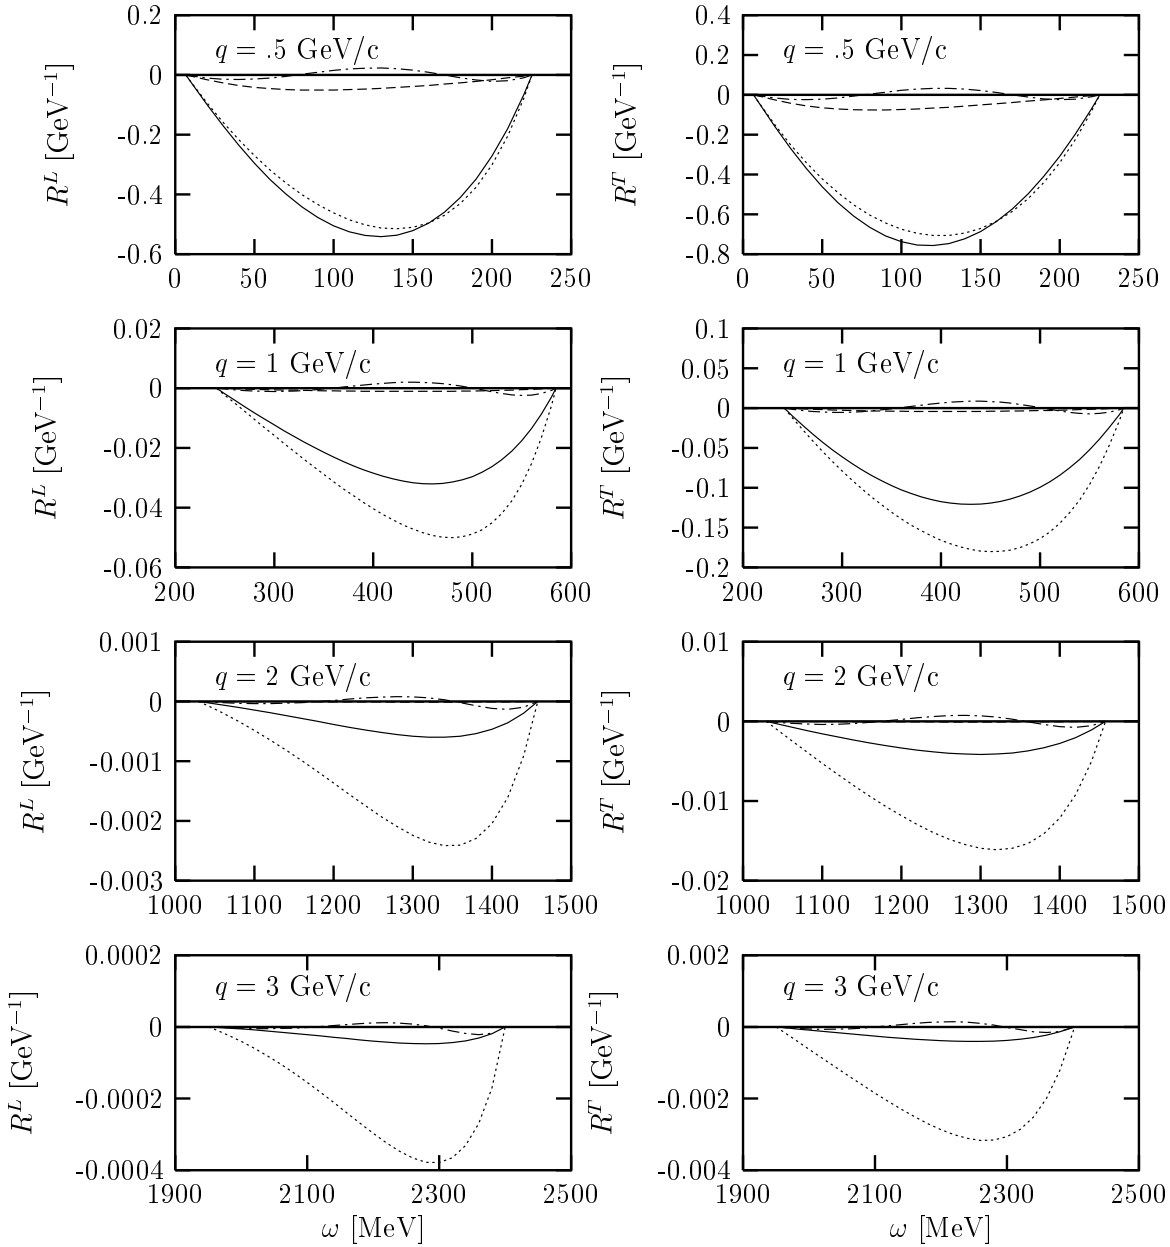 0.2
q = .5 GeV/c
0
-0.2
-0.4
-0.6
0 50 100 150 200 250
R^L [GeV^−1]
0.4
q = .5 GeV/c
0.2
0
-0.2
-0.4
-0.6
-0.8
0 50 100 150 200 250
R^T [GeV^−1]
0.02
q = 1 GeV/c
0
-0.02
-0.04
-0.06
200 300 400 500 600
R^L [GeV^−1]
0.1
q = 1 GeV/c
0.05
0
-0.05
-0.1
-0.15
-0.2
200 300 400 500 600
R^T [GeV^−1]
0.001
q = 2 GeV/c
0
-0.001
-0.002
-0.003
1000 1100 1200 1300 1400 1500
R^L [GeV^−1]
0.01
q = 2 GeV/c
0
-0.01
-0.02
1000 1100 1200 1300 1400 1500
R^T [GeV^−1]
0.0002
q = 3 GeV/c
0
-0.0002
-0.0004
1900 2100 2300 2500
R^L [GeV^−1]
ω [MeV]
0.002
q = 3 GeV/c
0
-0.002
-0.004
1900 2100 2300 2500
R^T [GeV^−1]
ω [MeV]